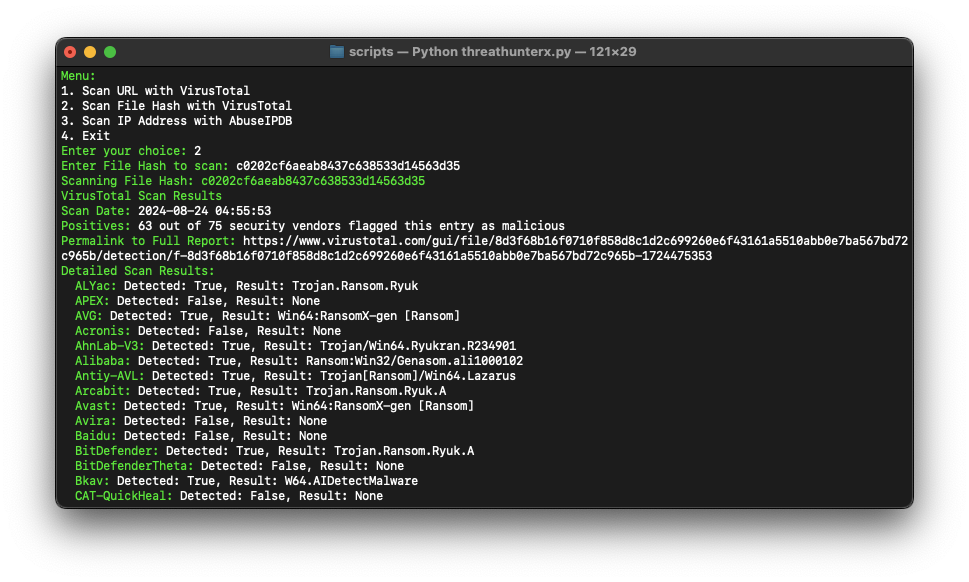 scripts — Python threathunterx.py — 121×29
Menu:
1. Scan URL with VirusTotal
2. Scan File Hash with VirusTotal
3. Scan IP Address with AbuseIPDB
4. Exit
Enter your choice: 2
Enter File Hash to scan: c0202cf6aeab8437c638533d14563d35
Scanning File Hash: c0202cf6aeab8437c638533d14563d35
VirusTotal Scan Results
Scan Date: 2024-08-24 04:55:53
Positives: 63 out of 75 security vendors flagged this entry as malicious
Permalink to Full Report: https://www.virustotal.com/gui/file/8d3f68b16f0710f858d8c1d2c699260e6f43161a5510abb0e7ba567bd72
c965b/detection/f-8d3f68b16f0710f858d8c1d2c699260e6f43161a5510abb0e7ba567bd72c965b-1724475353
Detailed Scan Results:
ALYac: Detected: True, Result: Trojan.Ransom.Ryuk
APEX: Detected: False, Result: None
AVG: Detected: True, Result: Win64:RansomX-gen [Ransom]
Acronis: Detected: False, Result: None
AhnLab-V3: Detected: True, Result: Trojan/Win64.Ryukran.R234901
Alibaba: Detected: True, Result: Ransom:Win32/Genasom.ali1000102
Antiy-AVL: Detected: True, Result: Trojan[Ransom]/Win64.Lazarus
Arcabit: Detected: True, Result: Trojan.Ransom.Ryuk.A
Avast: Detected: True, Result: Win64:RansomX-gen [Ransom]
Avira: Detected: False, Result: None
Baidu: Detected: False, Result: None
BitDefender: Detected: True, Result: Trojan.Ransom.Ryuk.A
BitDefenderTheta: Detected: False, Result: None
Bkav: Detected: True, Result: W64.AIDetectMalware
CAT-QuickHeal: Detected: False, Result: None